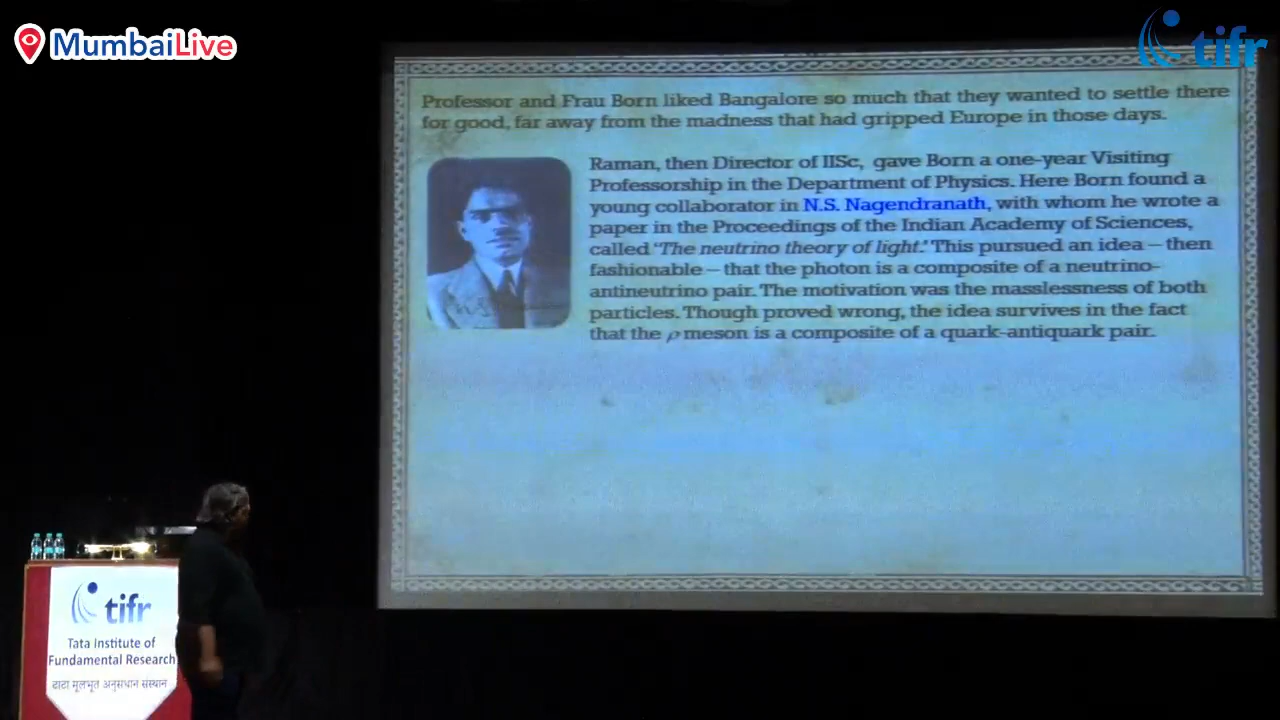 MumbaiLive
tifr
Professor and Frau Born liked Bangalore so much that they wanted to settle there
for good, far away from the madness that had gripped Europe in those days.
Raman, then Director of IISc, gave Born a one-year Visiting
Professorship in the Department of Physics. Here Born found a
young collaborator in N.S. Nagendranath, with whom he wrote a
paper in the Proceedings of the Indian Academy of Sciences,
called 'The neutrino theory of light.' This pursued an idea – then
fashionable – that the photon is a composite of a neutrino-
antineutrino pair. The motivation was the masslessness of both
particles. Though proved wrong, the idea survives in the fact
that the ρ meson is a composite of a quark-antiquark pair.
tifr
Tata Institute of
Fundamental Research
टाटा मूलभूत अनुसंधान संस्थान